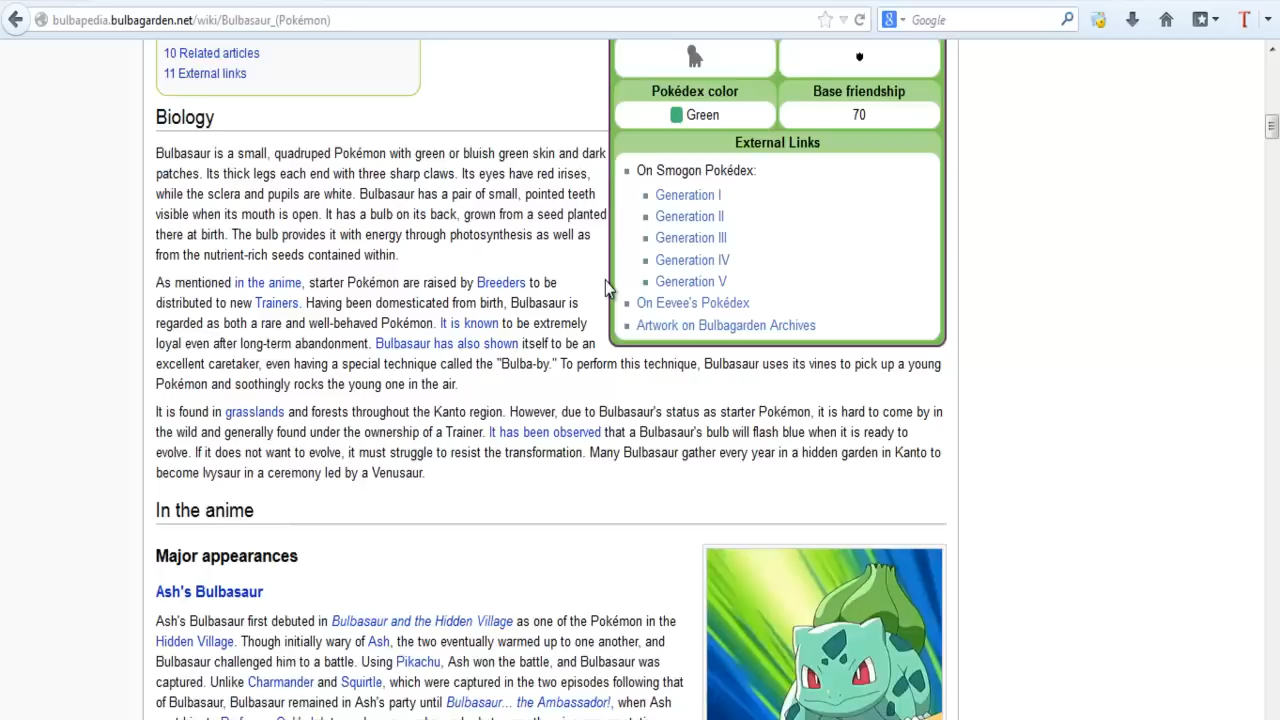 bulbapedia.bulbagarden.net/wiki/Bulbasaur_(Pokémon)
Google
10 Related articles
11 External links
Pokédex color
Base friendship
Green
70
External Links
On Smogon Pokédex:
Generation I
Generation II
Generation III
Generation IV
Generation V
On Eevee's Pokédex
Artwork on Bulbagarden Archives
Biology
Bulbasaur is a small, quadruped Pokémon with green or bluish green skin and dark
patches. Its thick legs each end with three sharp claws. Its eyes have red irises,
while the sclera and pupils are white. Bulbasaur has a pair of small, pointed teeth
visible when its mouth is open. It has a bulb on its back, grown from a seed planted
there at birth. The bulb provides it with energy through photosynthesis as well as
from the nutrient-rich seeds contained within.
As mentioned in the anime, starter Pokémon are raised by Breeders to be
distributed to new Trainers. Having been domesticated from birth, Bulbasaur is
regarded as both a rare and well-behaved Pokémon. It is known to be extremely
loyal even after long-term abandonment. Bulbasaur has also shown itself to be an
excellent caretaker, even having a special technique called the "Bulba-by." To perform this technique, Bulbasaur uses its vines to pick up a young
Pokémon and soothingly rocks the young one in the air.
It is found in grasslands and forests throughout the Kanto region. However, due to Bulbasaur's status as starter Pokémon, it is hard to come by in
the wild and generally found under the ownership of a Trainer. It has been observed that a Bulbasaur's bulb will flash blue when it is ready to
evolve. If it does not want to evolve, it must struggle to resist the transformation. Many Bulbasaur gather every year in a hidden garden in Kanto to
become Ivysaur in a ceremony led by a Venusaur.
In the anime
Major appearances
Ash's Bulbasaur
Ash's Bulbasaur first debuted in Bulbasaur and the Hidden Village as one of the Pokémon in the
Hidden Village. Though initially wary of Ash, the two eventually warmed up to one another, and
Bulbasaur challenged him to a battle. Using Pikachu, Ash won the battle, and Bulbasaur was
captured. Unlike Charmander and Squirtle, which were captured in the two episodes following that
of Bulbasaur, Bulbasaur remained in Ash's party until Bulbasaur... the Ambassador!, when Ash